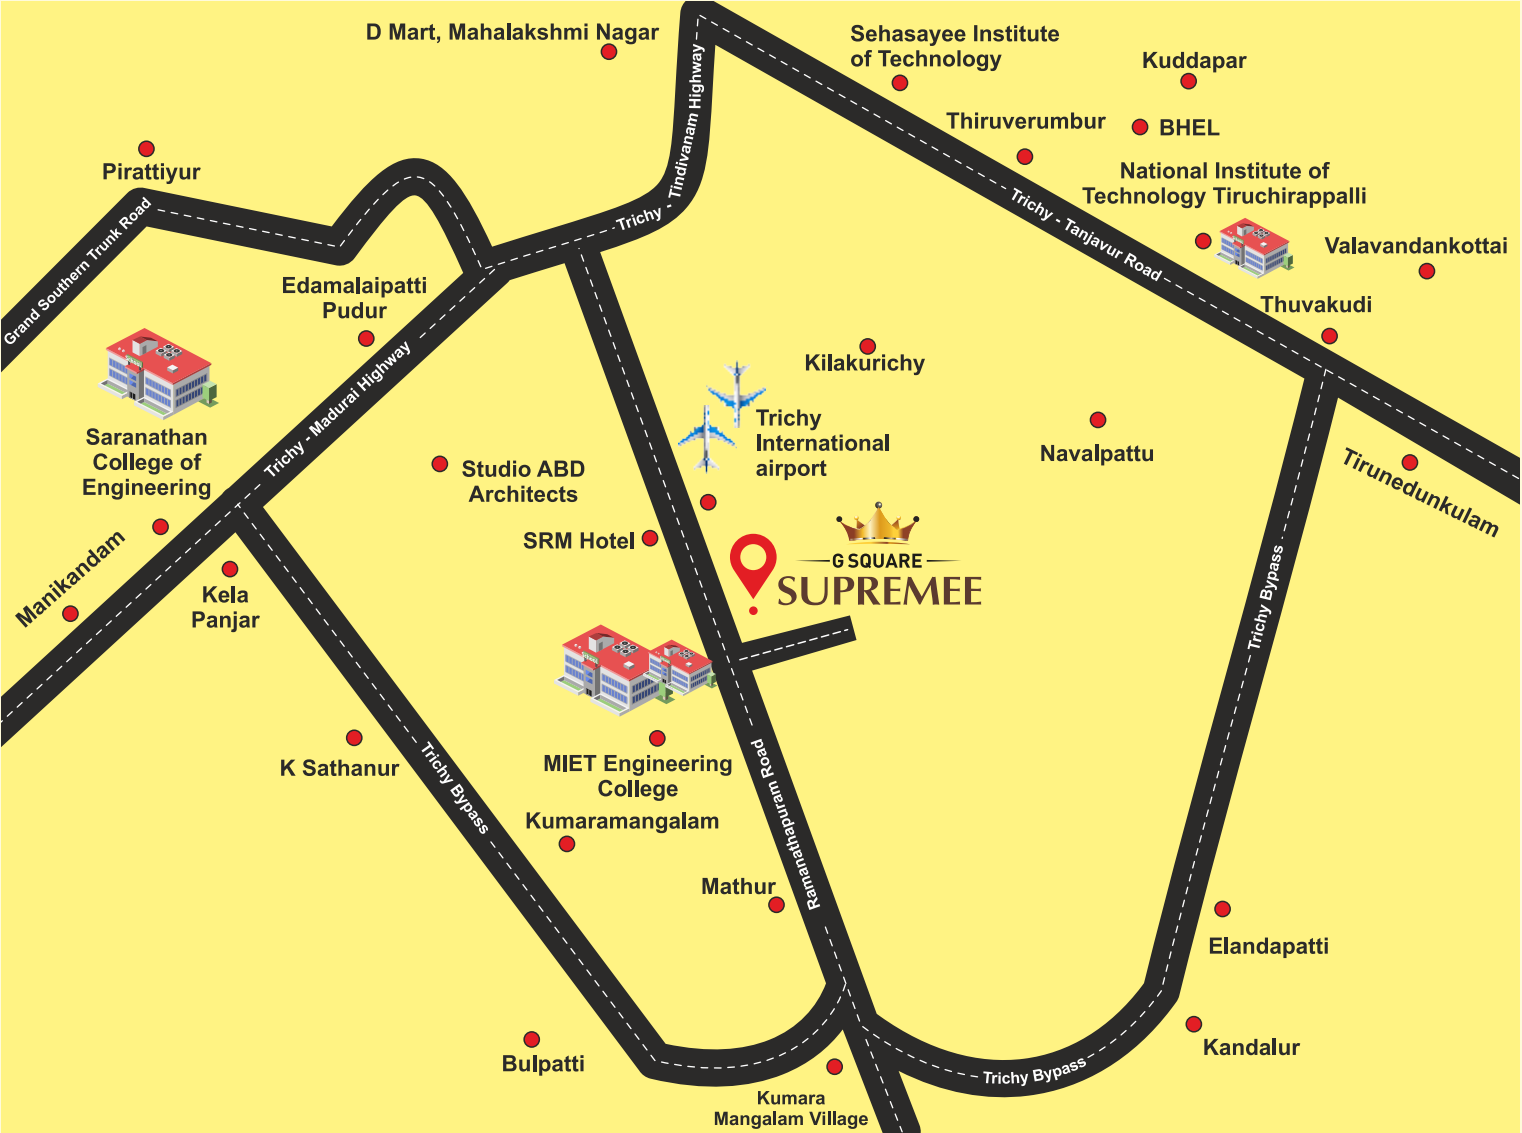 D Mart, Mahalakshmi Nagar
Sehasayee Institute
of Technology
Kuddapar
Thiruverumbur
BHEL
Pirattiyur
National Institute of
Technology Tiruchirappalli
Trichy - Tindivanam Highway
Trichy - Tanjavur Road
Grand Southern Trunk Road
Valavandankottai
Edamalaipatti
Pudur
Thuvakudi
Kilakurichy
Trichy - Madurai Highway
Trichy
International
airport
Saranathan
College of
Engineering
Navalpattu
Studio ABD
Architects
Tirunedunkulam
SRM Hotel
G SQUARE
SUPREMEE
Manikandam
Kela
Panjar
Trichy Bypass
K Sathanur
MIET Engineering
College
Trichy Bypass
Ramanathapuram Road
Kumaramangalam
Mathur
Elandapatti
Bulpatti
Kandalur
Trichy Bypass
Kumara
Mangalam Village